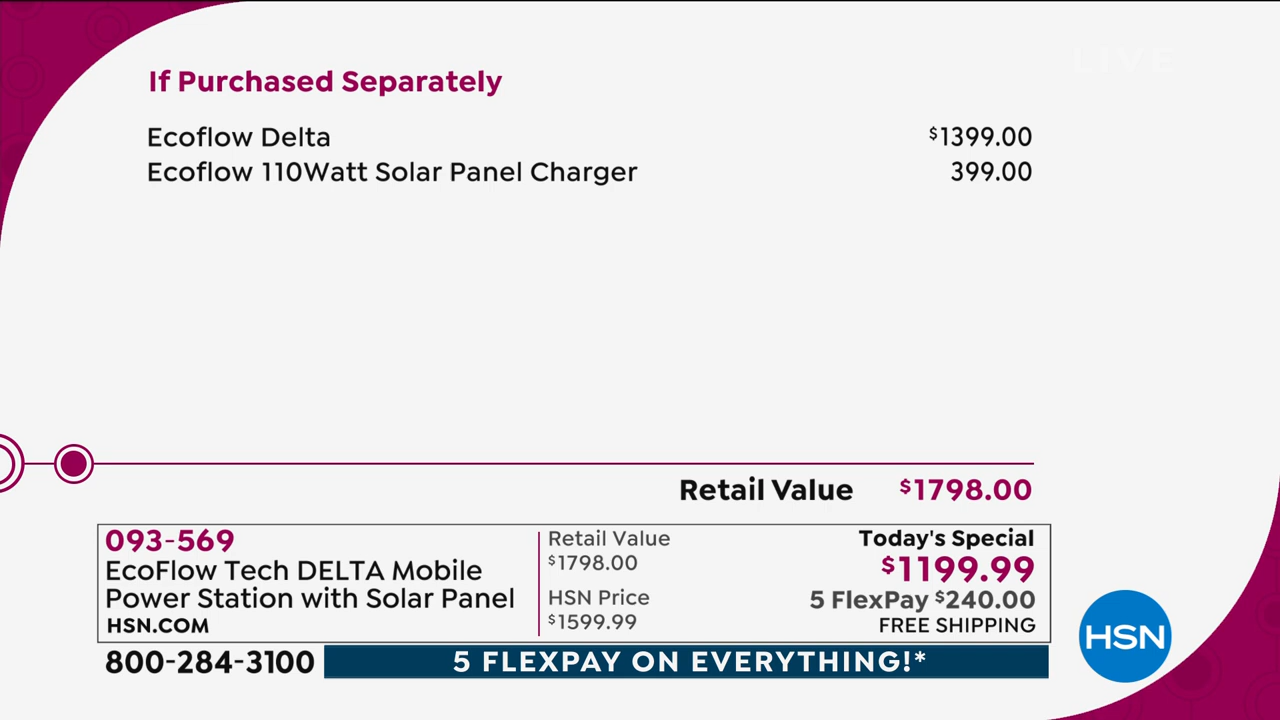 LIVE
If Purchased Separately
Ecoflow Delta $1399.00
Ecoflow 110Watt Solar Panel Charger 399.00
Retail Value $1798.00
093-569
EcoFlow Tech DELTA Mobile
Power Station with Solar Panel
HSN.COM
Retail Value
$1798.00
HSN Price
$1599.99
Today's Special
$1199.99
5 FlexPay $240.00
FREE SHIPPING
HSN
800-284-3100
5 FLEXPAY ON EVERYTHING!*